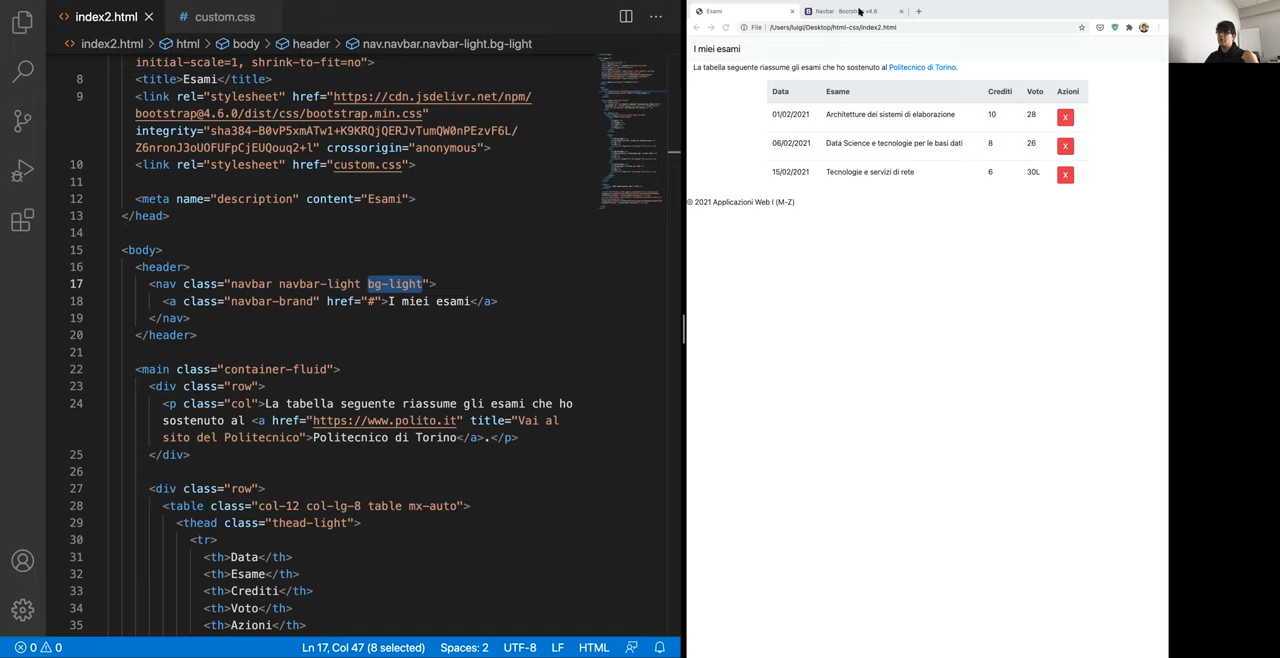 index2.html
custom.css
index2.html
html
body
header
nav.navbar.navbar-light.bg-light
initial-scale=1, shrink-to-fit=no">
8 <title>Esami</title>
9 <link rel="stylesheet" href="https://cdn.jsdelivr.net/npm/
bootstrap@4.6.0/dist/css/bootstrap.min.css"
integrity="sha384-B0vP5xmATw1+K9KRQjQERJvTumQW0nPEzvF6L/
Z6nronJ3oUOFUFpCjEUQouq2+l" crossorigin="anonymous">
10 <link rel="stylesheet" href="custom.css">
11
12 <meta name="description" content="Esami">
13 </head>
14
15 <body>
16 <header>
17 <nav class="navbar navbar-light bg-light">
18 <a class="navbar-brand" href="#">I miei esami</a>
19 </nav>
20 </header>
21
22 <main class="container-fluid">
23 <div class="row">
24 <p class="col">La tabella seguente riassume gli esami che ho
sostenuto al <a href="https://www.polito.it" title="Vai al
sito del Politecnico">Politecnico di Torino</a>.</p>
25 </div>
26
27 <div class="row">
28 <table class="col-12 col-lg-8 table mx-auto">
29 <thead class="thead-light">
30 <tr>
31 <th>Data</th>
32 <th>Esame</th>
33 <th>Crediti</th>
34 <th>Voto</th>
35 <th>Azioni</th>
0 0
Ln 17, Col 47 (8 selected)
Spaces: 2
UTF-8
LF
HTML
Esami
Navbar · Bootstrap v4.6
File
/Users/luigi/Desktop/html-css/index2.html
I miei esami
La tabella seguente riassume gli esami che ho sostenuto al Politecnico di Torino.
Data Esame Crediti Voto Azioni
01/02/2021 Architetture dei sistemi di elaborazione 10 28 X
06/02/2021 Data Science e tecnologie per le basi dati 8 26 X
15/02/2021 Tecnologie e servizi di rete 6 30L X
© 2021 Applicazioni Web I (M-Z)